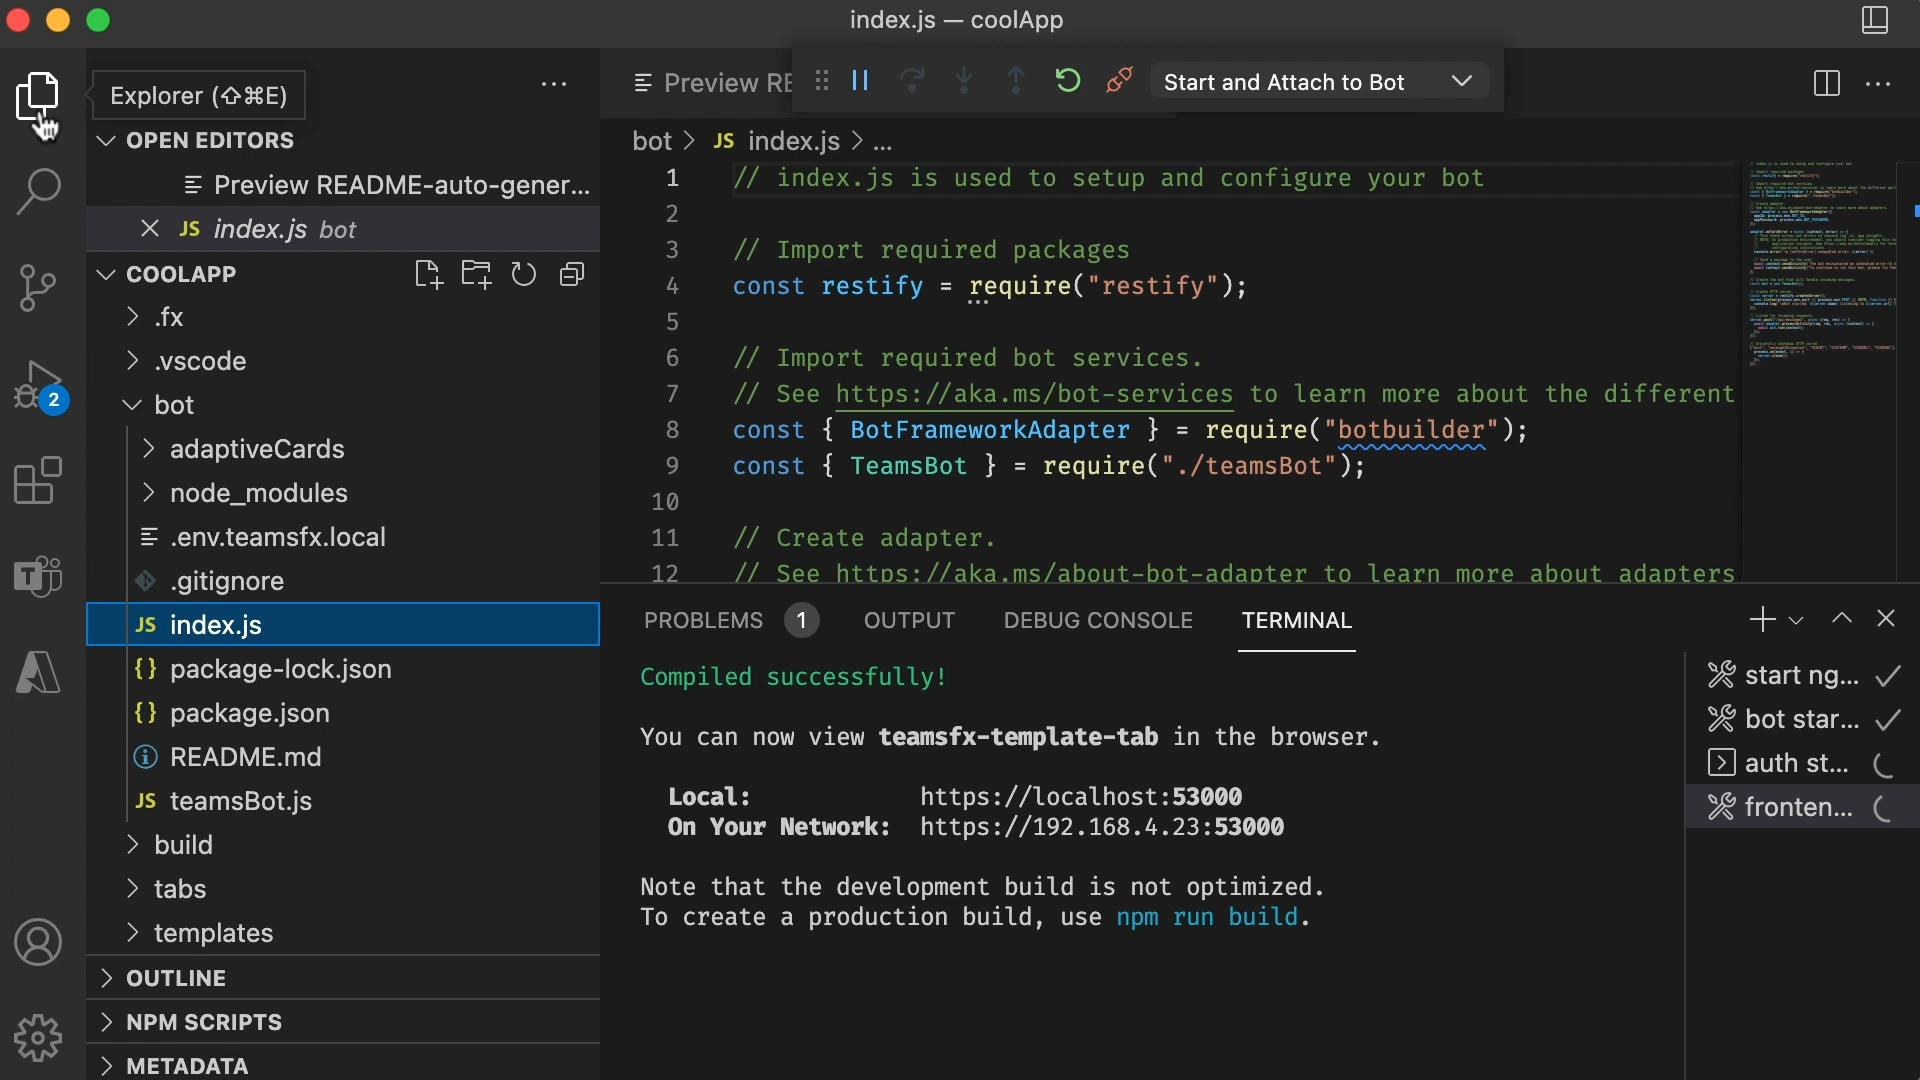 index.js — coolApp
Explorer (⇧⌘E)
Preview RE
Start and Attach to Bot
OPEN EDITORS
Preview README-auto-gener...
JS index.js bot
COOLAPP
.fx
.vscode
2
bot
adaptiveCards
node_modules
.env.teamsfx.local
.gitignore
JS index.js
{} package-lock.json
{} package.json
README.md
JS teamsBot.js
build
tabs
templates
OUTLINE
NPM SCRIPTS
METADATA
bot > JS index.js > ...
1 // index.js is used to setup and configure your bot
2
3 // Import required packages
4 const restify = require("restify");
5
6 // Import required bot services.
7 // See https://aka.ms/bot-services to learn more about the different
8 const { BotFrameworkAdapter } = require("botbuilder");
9 const { TeamsBot } = require("./teamsBot");
10
11 // Create adapter.
12 // See https://aka.ms/about-bot-adapter to learn more about adapters
PROBLEMS 1 OUTPUT DEBUG CONSOLE TERMINAL
Compiled successfully!
You can now view teamsfx-template-tab in the browser.
Local: https://localhost:53000
On Your Network: https://192.168.4.23:53000
Note that the development build is not optimized.
To create a production build, use npm run build.
start ng...
bot star...
auth st...
fronten...